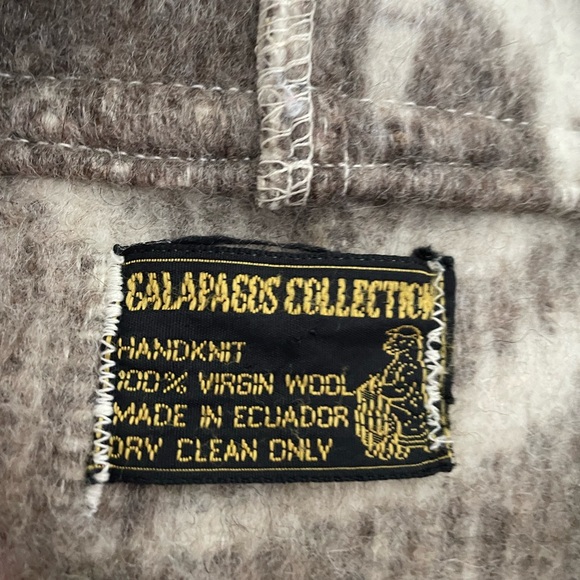 GALAPAGOS COLLECTION
HANDKNIT
100% VIRGIN WOOL
MADE IN ECUADOR
DRY CLEAN ONLY